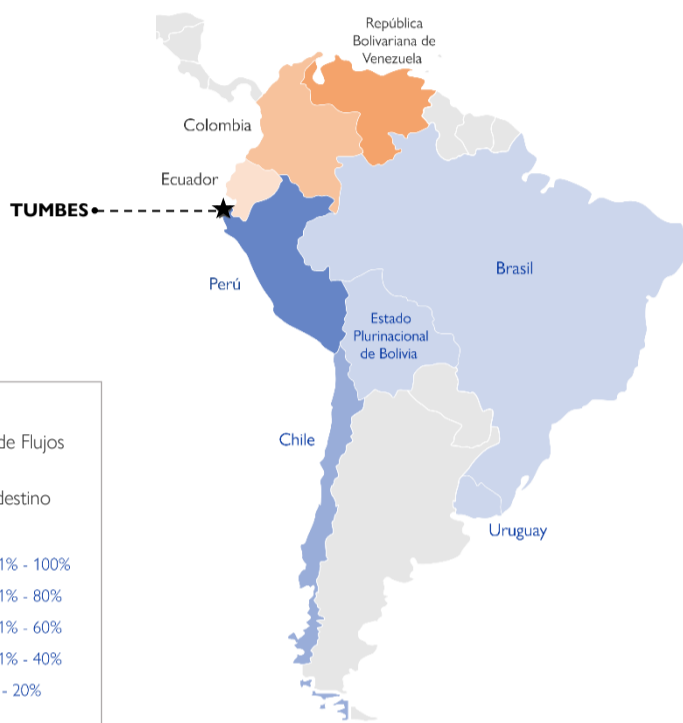 República
Bolivariana de
Venezuela
Colombia
Ecuador
TUMBES
Perú
Brasil
Estado
Plurinacional
de Bolivia
Chile
Uruguay
de Flujos
destino
1% - 100%
1% - 80%
1% - 60%
1% - 40%
- 20%